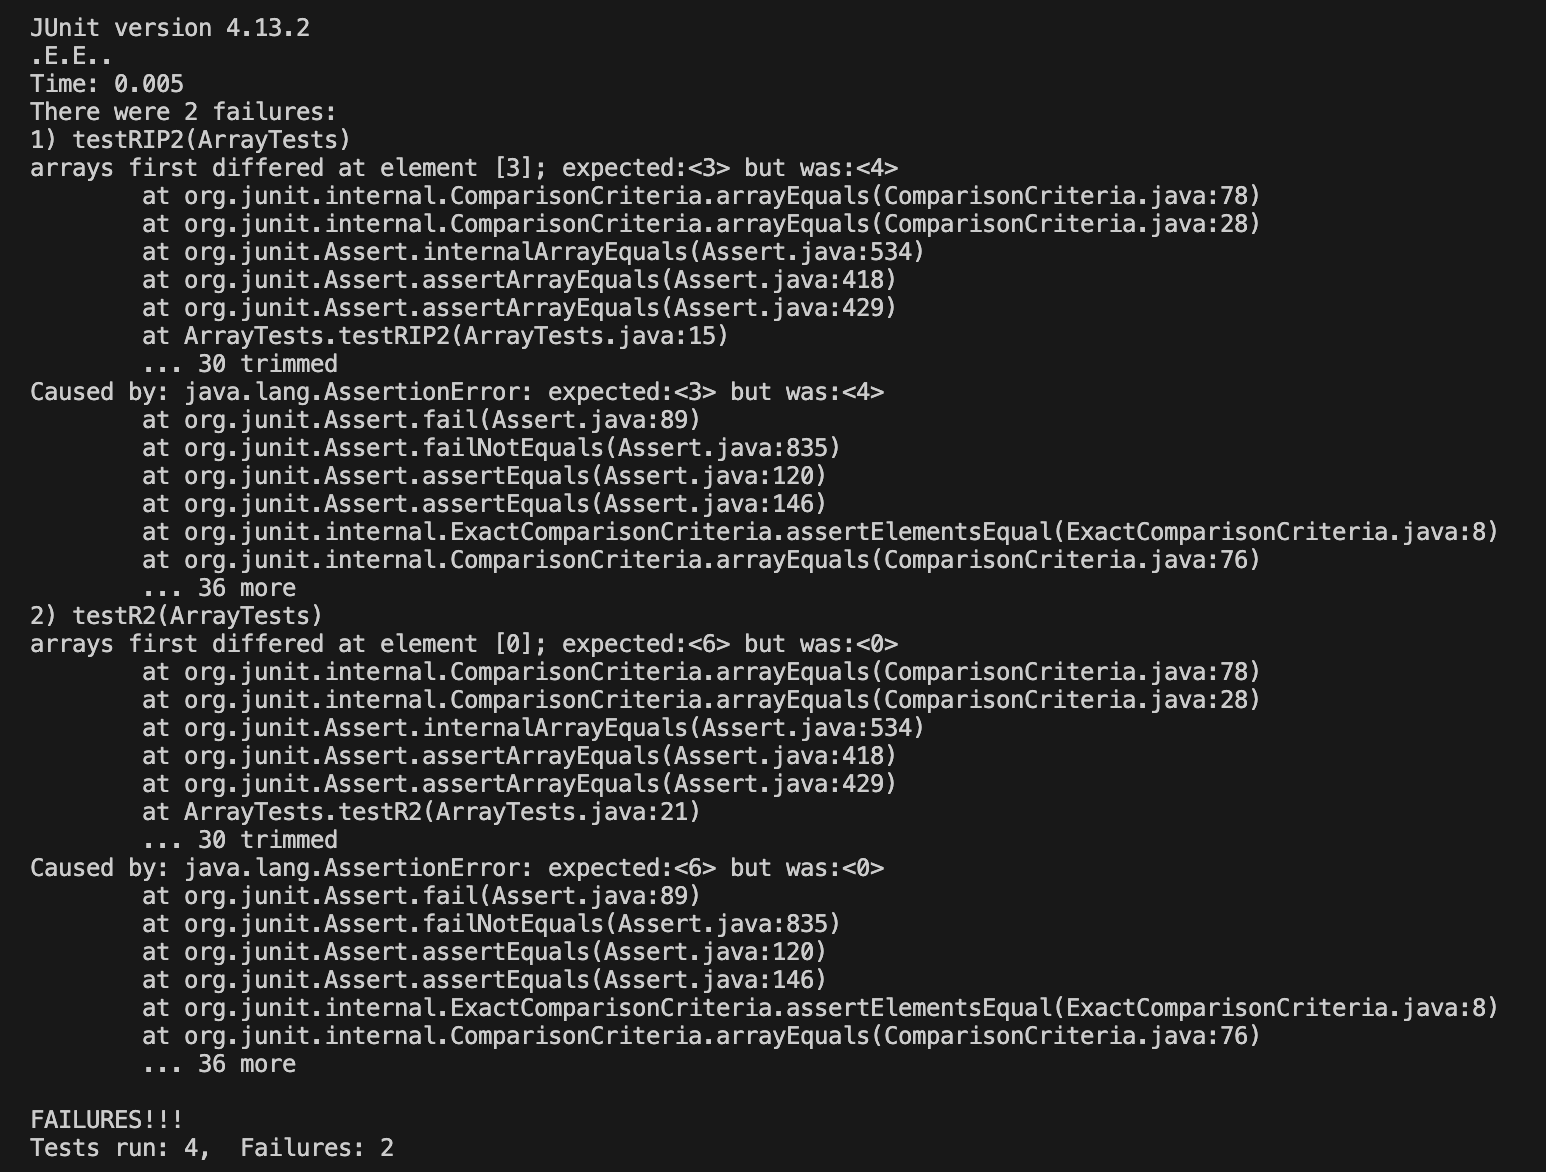 JUnit version 4.13.2
.E.E..
Time: 0.005
There were 2 failures:
1) testRIP2(ArrayTests)
arrays first differed at element [3]; expected:<3> but was:<4>
        at org.junit.internal.ComparisonCriteria.arrayEquals(ComparisonCriteria.java:78)
        at org.junit.internal.ComparisonCriteria.arrayEquals(ComparisonCriteria.java:28)
        at org.junit.Assert.internalArrayEquals(Assert.java:534)
        at org.junit.Assert.assertArrayEquals(Assert.java:418)
        at org.junit.Assert.assertArrayEquals(Assert.java:429)
        at ArrayTests.testRIP2(ArrayTests.java:15)
        ... 30 trimmed
Caused by: java.lang.AssertionError: expected:<3> but was:<4>
        at org.junit.Assert.fail(Assert.java:89)
        at org.junit.Assert.failNotEquals(Assert.java:835)
        at org.junit.Assert.assertEquals(Assert.java:120)
        at org.junit.Assert.assertEquals(Assert.java:146)
        at org.junit.internal.ExactComparisonCriteria.assertElementsEqual(ExactComparisonCriteria.java:8)
        at org.junit.internal.ComparisonCriteria.arrayEquals(ComparisonCriteria.java:76)
        ... 36 more
2) testR2(ArrayTests)
arrays first differed at element [0]; expected:<6> but was:<0>
        at org.junit.internal.ComparisonCriteria.arrayEquals(ComparisonCriteria.java:78)
        at org.junit.internal.ComparisonCriteria.arrayEquals(ComparisonCriteria.java:28)
        at org.junit.Assert.internalArrayEquals(Assert.java:534)
        at org.junit.Assert.assertArrayEquals(Assert.java:418)
        at org.junit.Assert.assertArrayEquals(Assert.java:429)
        at ArrayTests.testR2(ArrayTests.java:21)
        ... 30 trimmed
Caused by: java.lang.AssertionError: expected:<6> but was:<0>
        at org.junit.Assert.fail(Assert.java:89)
        at org.junit.Assert.failNotEquals(Assert.java:835)
        at org.junit.Assert.assertEquals(Assert.java:120)
        at org.junit.Assert.assertEquals(Assert.java:146)
        at org.junit.internal.ExactComparisonCriteria.assertElementsEqual(ExactComparisonCriteria.java:8)
        at org.junit.internal.ComparisonCriteria.arrayEquals(ComparisonCriteria.java:76)
        ... 36 more

FAILURES!!!
Tests run: 4,  Failures: 2